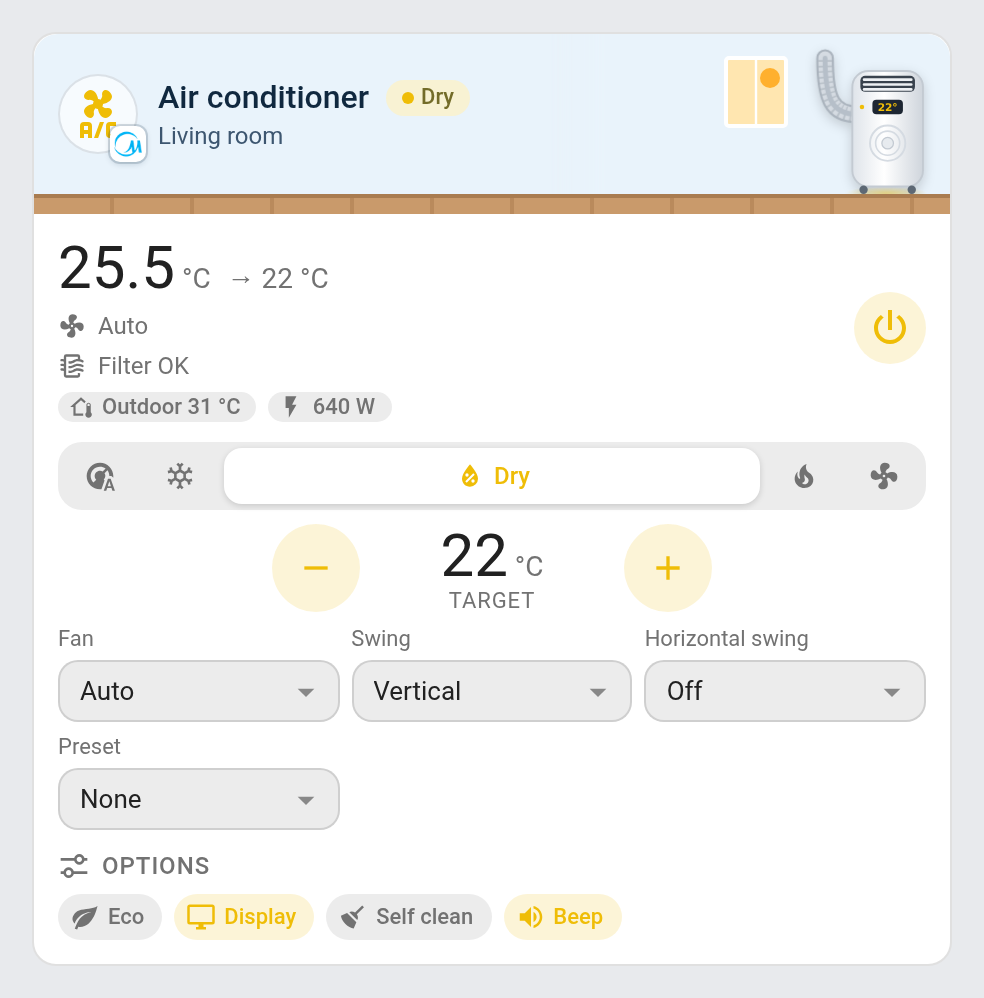 A/C
Air conditioner
Dry
Living room
22°
25.5 °C → 22 °C
Auto
Filter OK
Outdoor 31 °C
640 W
A
Dry
22 °C
TARGET
Fan
Swing
Horizontal swing
Auto
Vertical
Off
Preset
None
OPTIONS
Eco
Display
Self clean
Beep